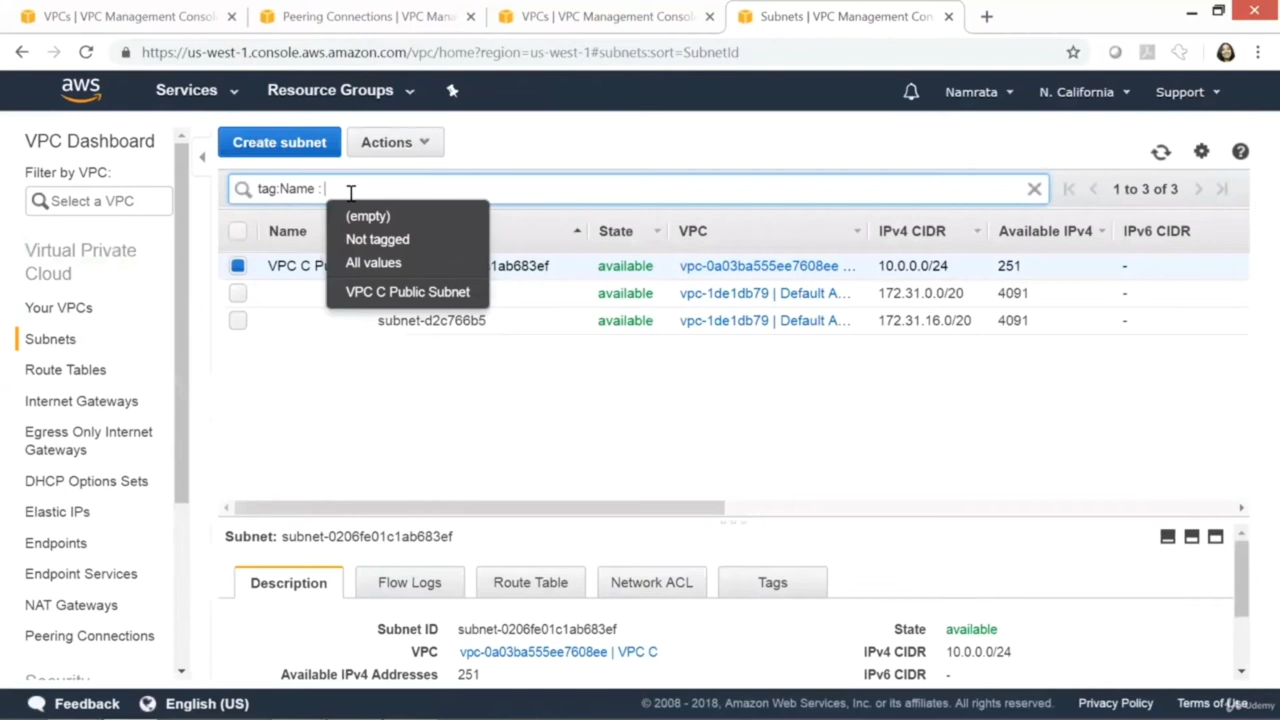 VPCs | VPC Management Consol
Peering Connections | VPC Mana
VPCs | VPC Management Consol
Subnets | VPC Management Con
https://us-west-1.console.aws.amazon.com/vpc/home?region=us-west-1#subnets:sort=SubnetId
aws
Services
Resource Groups
Namrata
N. California
Support
VPC Dashboard
Filter by VPC:
Select a VPC
Virtual Private
Cloud
Your VPCs
Subnets
Route Tables
Internet Gateways
Egress Only Internet
Gateways
DHCP Options Sets
Elastic IPs
Endpoints
Endpoint Services
NAT Gateways
Peering Connections
Security
Create subnet
Actions
tag:Name :
1 to 3 of 3
(empty)
Not tagged
All values
VPC C Public Subnet
Name State VPC IPv4 CIDR Available IPv4 IPv6 CIDR
VPC C Pu ab683ef available vpc-0a03ba555ee7608ee ... 10.0.0.0/24 251 -
available vpc-1de1db79 | Default A... 172.31.0.0/20 4091 -
subnet-d2c766b5 available vpc-1de1db79 | Default A... 172.31.16.0/20 4091 -
Subnet: subnet-0206fe01c1ab683ef
Description Flow Logs Route Table Network ACL Tags
Subnet ID subnet-0206fe01c1ab683ef State available
VPC vpc-0a03ba555ee7608ee | VPC C IPv4 CIDR 10.0.0.0/24
Available IPv4 Addresses 251 IPv6 CIDR -
Feedback English (US) © 2008 - 2018, Amazon Web Services, Inc. or its affiliates. All rights reserved. Privacy Policy Terms of Use
Udemy